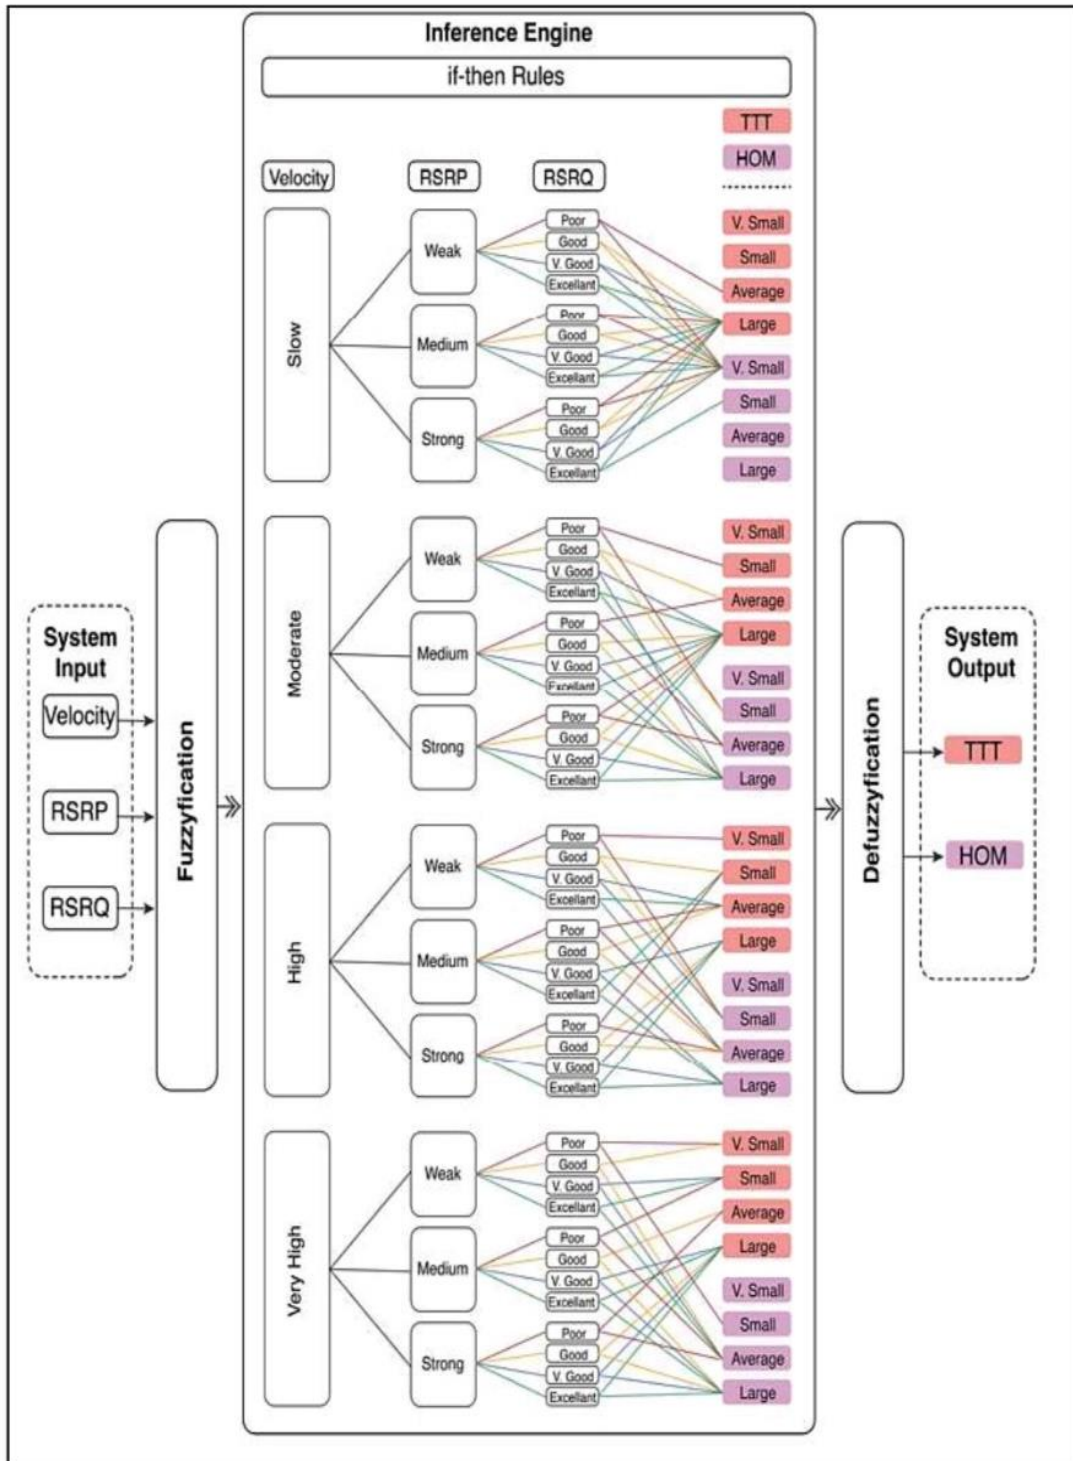 Inference Engine
if-then Rules
TTT
HOM
Velocity
RSRP
RSRQ
Slow
Weak
Poor
Good
V. Good
Excellant
Medium
Poor
Good
V. Good
Excellant
Strong
Poor
Good
V. Good
Excellant
V. Small
Small
Average
Large
V. Small
Small
Average
Large
Moderate
Weak
Poor
Good
V. Good
Excellant
Medium
Poor
Good
V. Good
Excellant
Strong
Poor
Good
V. Good
Excellant
V. Small
Small
Average
Large
V. Small
Small
Average
Large
High
Weak
Poor
Good
V. Good
Excellant
Medium
Poor
Good
V. Good
Excellant
Strong
Poor
Good
V. Good
Excellant
V. Small
Small
Average
Large
V. Small
Small
Average
Large
Very High
Weak
Poor
Good
V. Good
Excellant
Medium
Poor
Good
V. Good
Excellant
Strong
Poor
Good
V. Good
Excellant
V. Small
Small
Average
Large
V. Small
Small
Average
Large
System
Input
Velocity
RSRP
RSRQ
Fuzzyfication
Defuzzyfication
System
Output
TTT
HOM